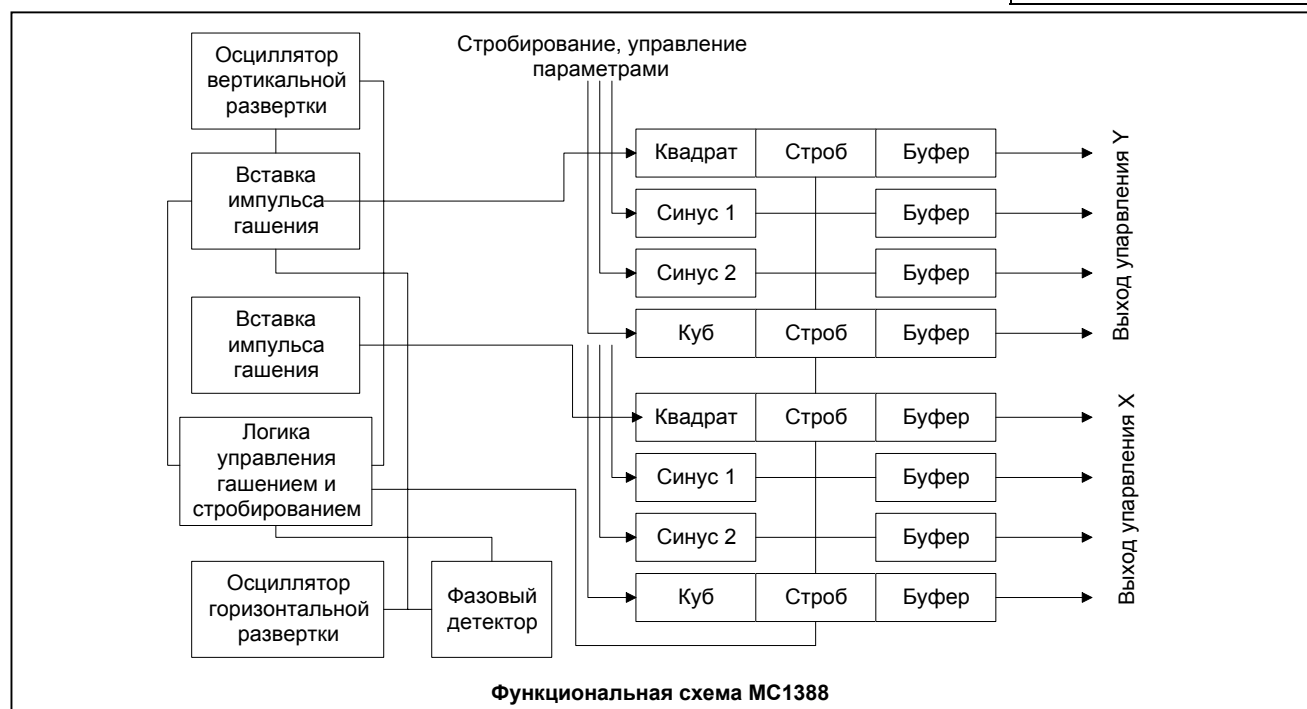 Осциллятор
вертикальной
развертки
Стробирование, управление
параметрами
Вставка
импульса
гашения
Вставка
импульса
гашения
Логика
управления
гашением и
стробированием
Осциллятор
горизонтальной
развертки
Фазовый
детектор
Квадрат Строб Буфер
Синус 1 Буфер
Синус 2 Буфер
Куб Строб Буфер
Выход упарвления Y
Квадрат Строб Буфер
Синус 1 Буфер
Синус 2 Буфер
Куб Строб Буфер
Выход упарвления X
Функциональная схема МС1388